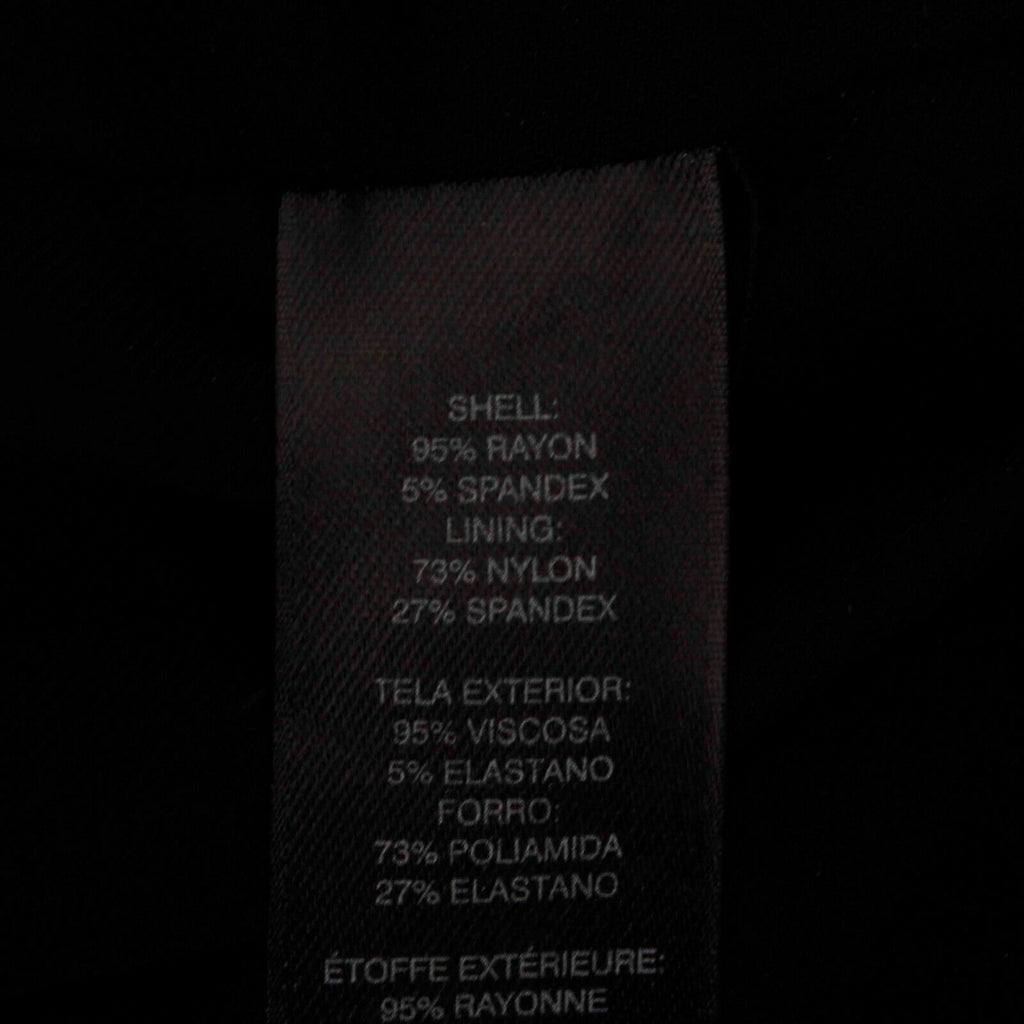 SHELL:
95% RAYON
5% SPANDEX
LINING:
73% NYLON
27% SPANDEX
TELA EXTERIOR:
95% VISCOSA
5% ELASTANO
FORRO:
73% POLIAMIDA
27% ELASTANO
ÉTOFFE EXTÉRIEURE:
95% RAYONNE